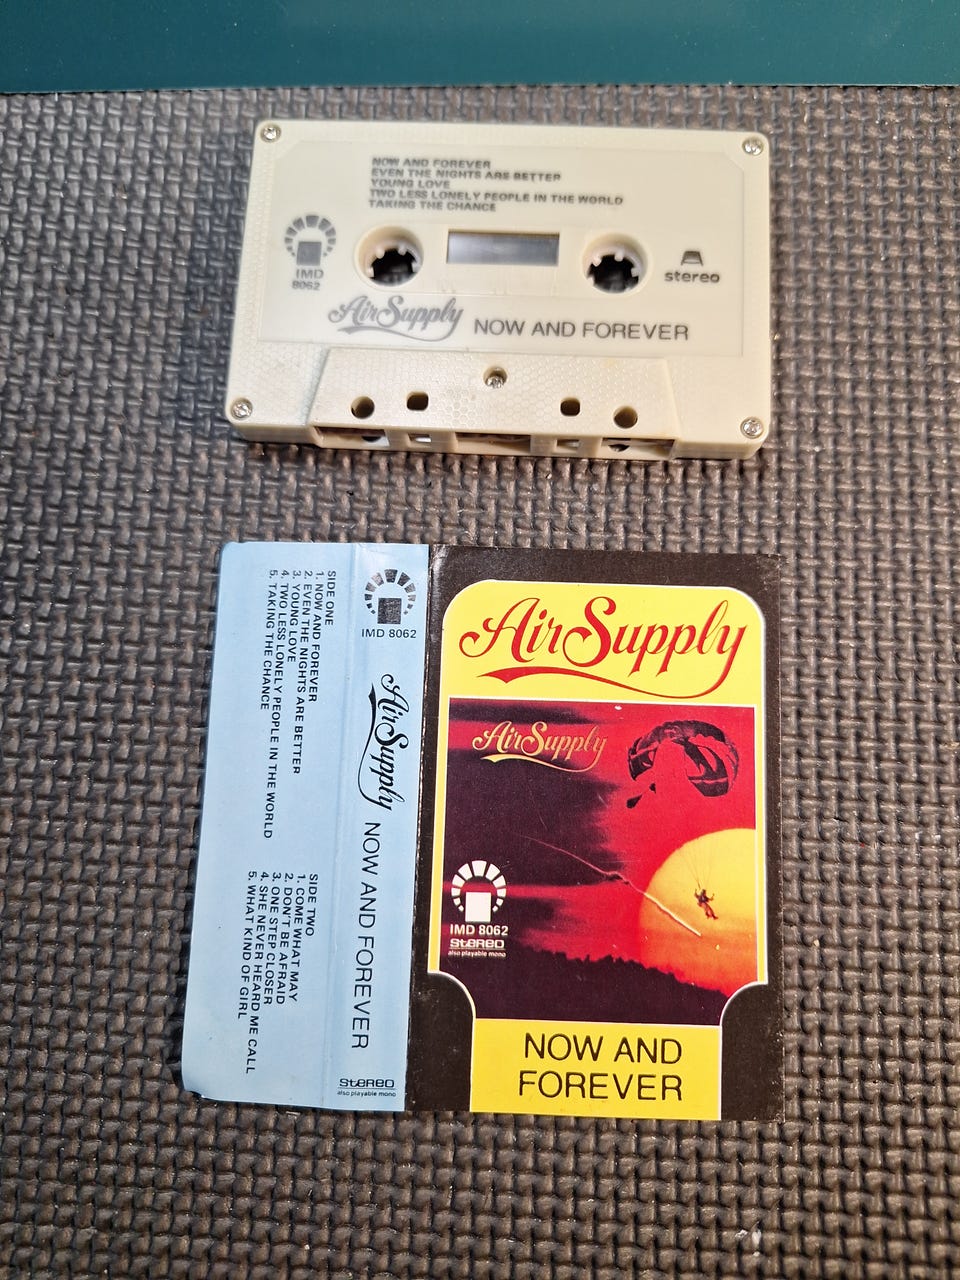 NOW AND FOREVER
EVEN THE NIGHTS ARE BETTER
YOUNG LOVE
TWO LESS LONELY PEOPLE IN THE WORLD
TAKING THE CHANCE
IMD
8062
stereo
Air Supply NOW AND FOREVER
SIDE ONE
1. NOW AND FOREVER
2. EVEN THE NIGHTS ARE BETTER
3. YOUNG LOVE
4. TWO LESS LONELY PEOPLE IN THE WORLD
5. TAKING THE CHANCE
SIDE TWO
1. COME WHAT MAY
2. DON'T BE AFRAID
3. ONE STEP CLOSER
4. SHE NEVER HEARD ME CALL
5. WHAT KIND OF GIRL
IMD 8062
Air Supply NOW AND FOREVER
stereo
also playable mono
Air Supply
Air Supply
IMD 8062
stereo
also playable mono
NOW AND
FOREVER